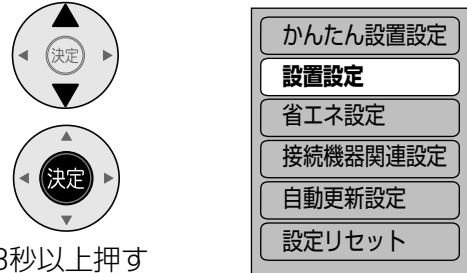 決定
決定
3秒以上押す
かんたん設置設定
設置設定
省エネ設定
接続機器関連設定
自動更新設定
設定リセット